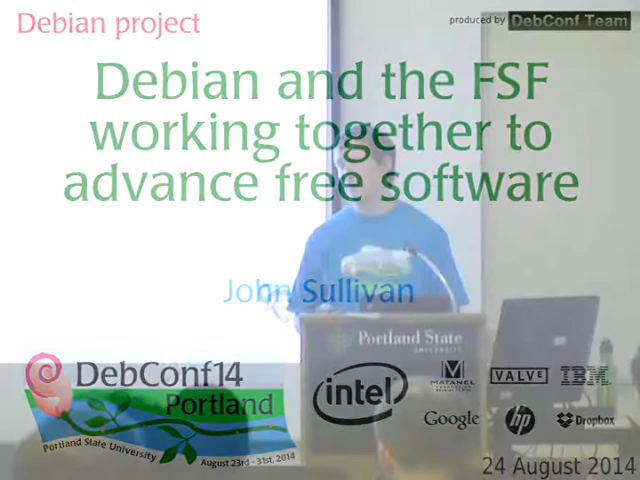 Debian project
produced by DebConf Team
Debian and the FSF
working together to
advance free software
John Sullivan
Portland State
UNIVERSITY
DebConf14
Portland
Portland State University
August 23rd - 31st, 2014
intel
MATANEL
VALVE
IBM
Google
hp
Dropbox
24 August 2014